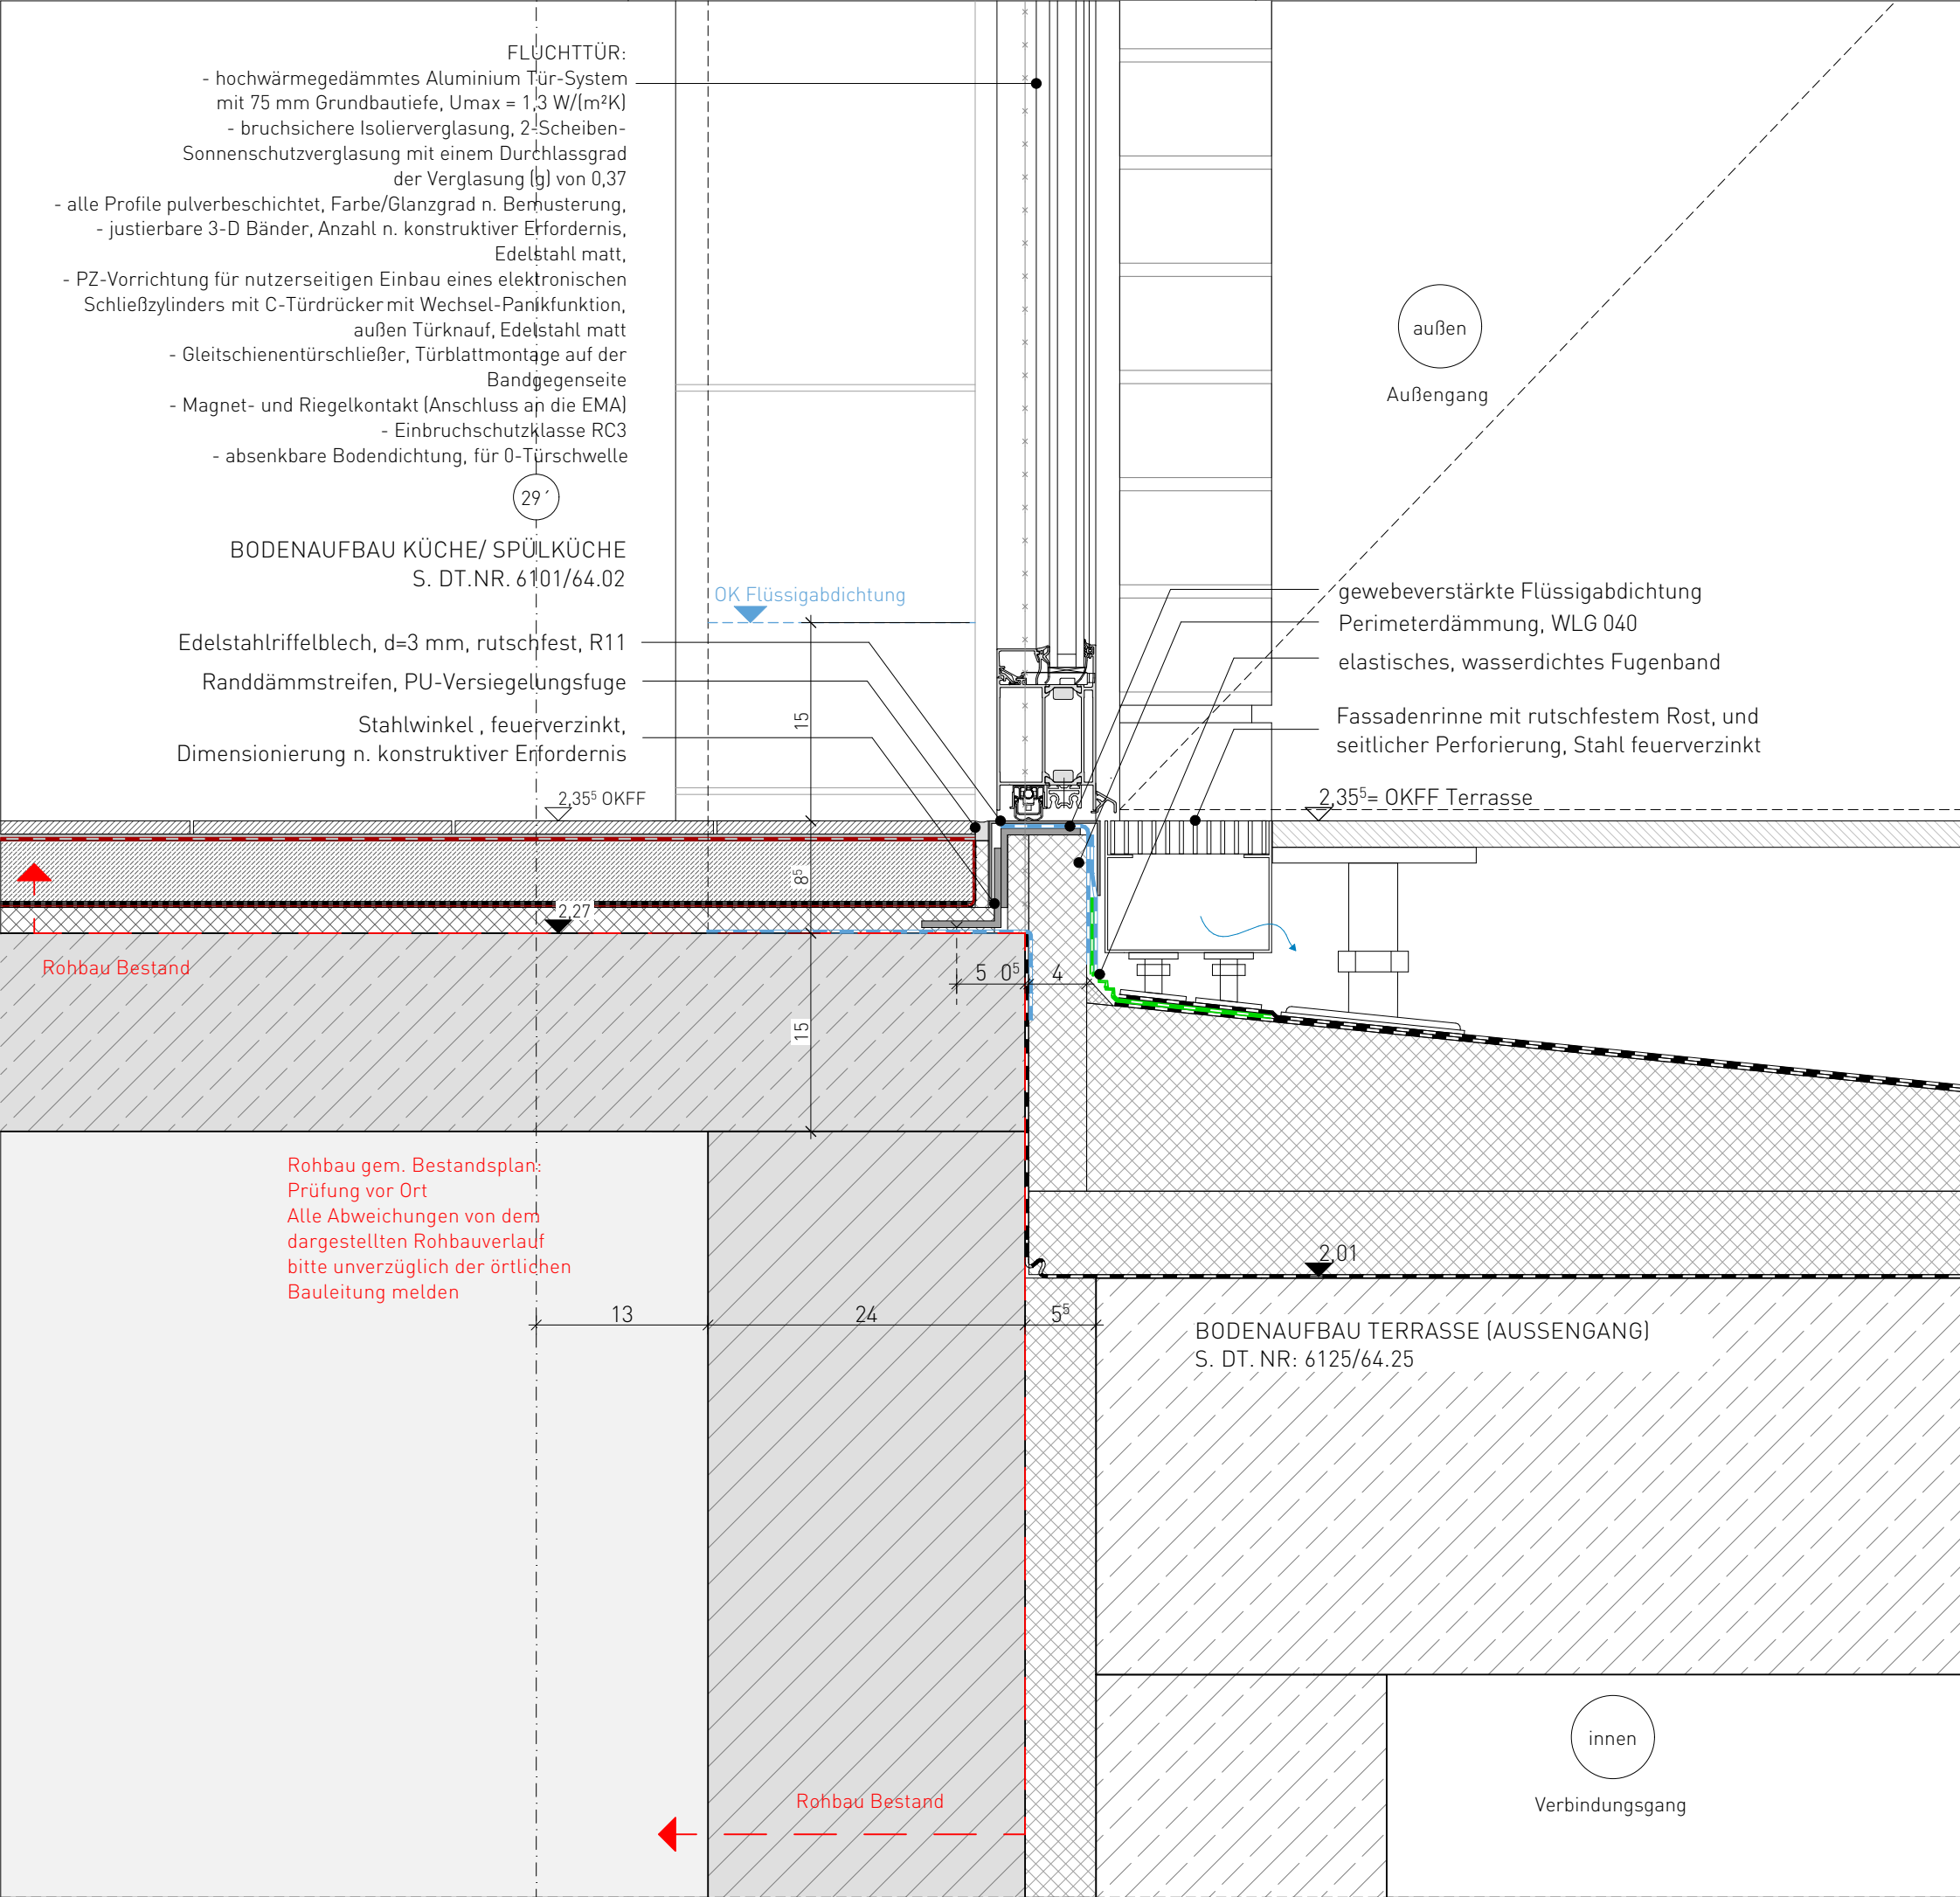 FLUCHTTÜR:
- hochwärmegedämmtes Aluminium Tür-System
mit 75 mm Grundbautiefe, Umax = 1,3 W/(m²K)
- bruchsichere Isolierverglasung, 2-Scheiben-
Sonnenschutzverglasung mit einem Durchlassgrad
der Verglasung (g) von 0,37
- alle Profile pulverbeschichtet, Farbe/Glanzgrad n. Bemusterung,
- justierbare 3-D Bänder, Anzahl n. konstruktiver Erfordernis,
Edelstahl matt,
- PZ-Vorrichtung für nutzerseitigen Einbau eines elektronischen
Schließzylinders mit C-Türdrücker mit Wechsel-Panikfunktion,
außen Türknauf, Edelstahl matt
- Gleitschienentürschließer, Türblattmontage auf der
Bandgegenseite
- Magnet- und Riegelkontakt (Anschluss an die EMA)
- Einbruchschutzklasse RC3
- absenkbare Bodendichtung, für 0-Türschwelle
29´
BODENAUFBAU KÜCHE/ SPÜLKÜCHE
S. DT.NR. 6101/64.02
OK Flüssigabdichtung
Edelstahlriffelblech, d=3 mm, rutschfest, R11
Randdämmstreifen, PU-Versiegelungsfuge
Stahlwinkel , feuerverzinkt,
Dimensionierung n. konstruktiver Erfordernis
2,35⁵ OKFF
außen
Außengang
gewebeverstärkte Flüssigabdichtung
Perimeterdämmung, WLG 040
elastisches, wasserdichtes Fugenband
Fassadenrinne mit rutschfestem Rost, und
seitlicher Perforierung, Stahl feuerverzinkt
2,35⁵= OKFF Terrasse
15
8⁵
2,27
Rohbau Bestand
5 0⁵ 4
15
Rohbau gem. Bestandsplan:
Prüfung vor Ort
Alle Abweichungen von dem
dargestellten Rohbauverlauf
bitte unverzüglich der örtlichen
Bauleitung melden
2,01
13 24 5⁵
BODENAUFBAU TERRASSE (AUSSENGANG)
S. DT. NR: 6125/64.25
innen
Verbindungsgang
Rohbau Bestand